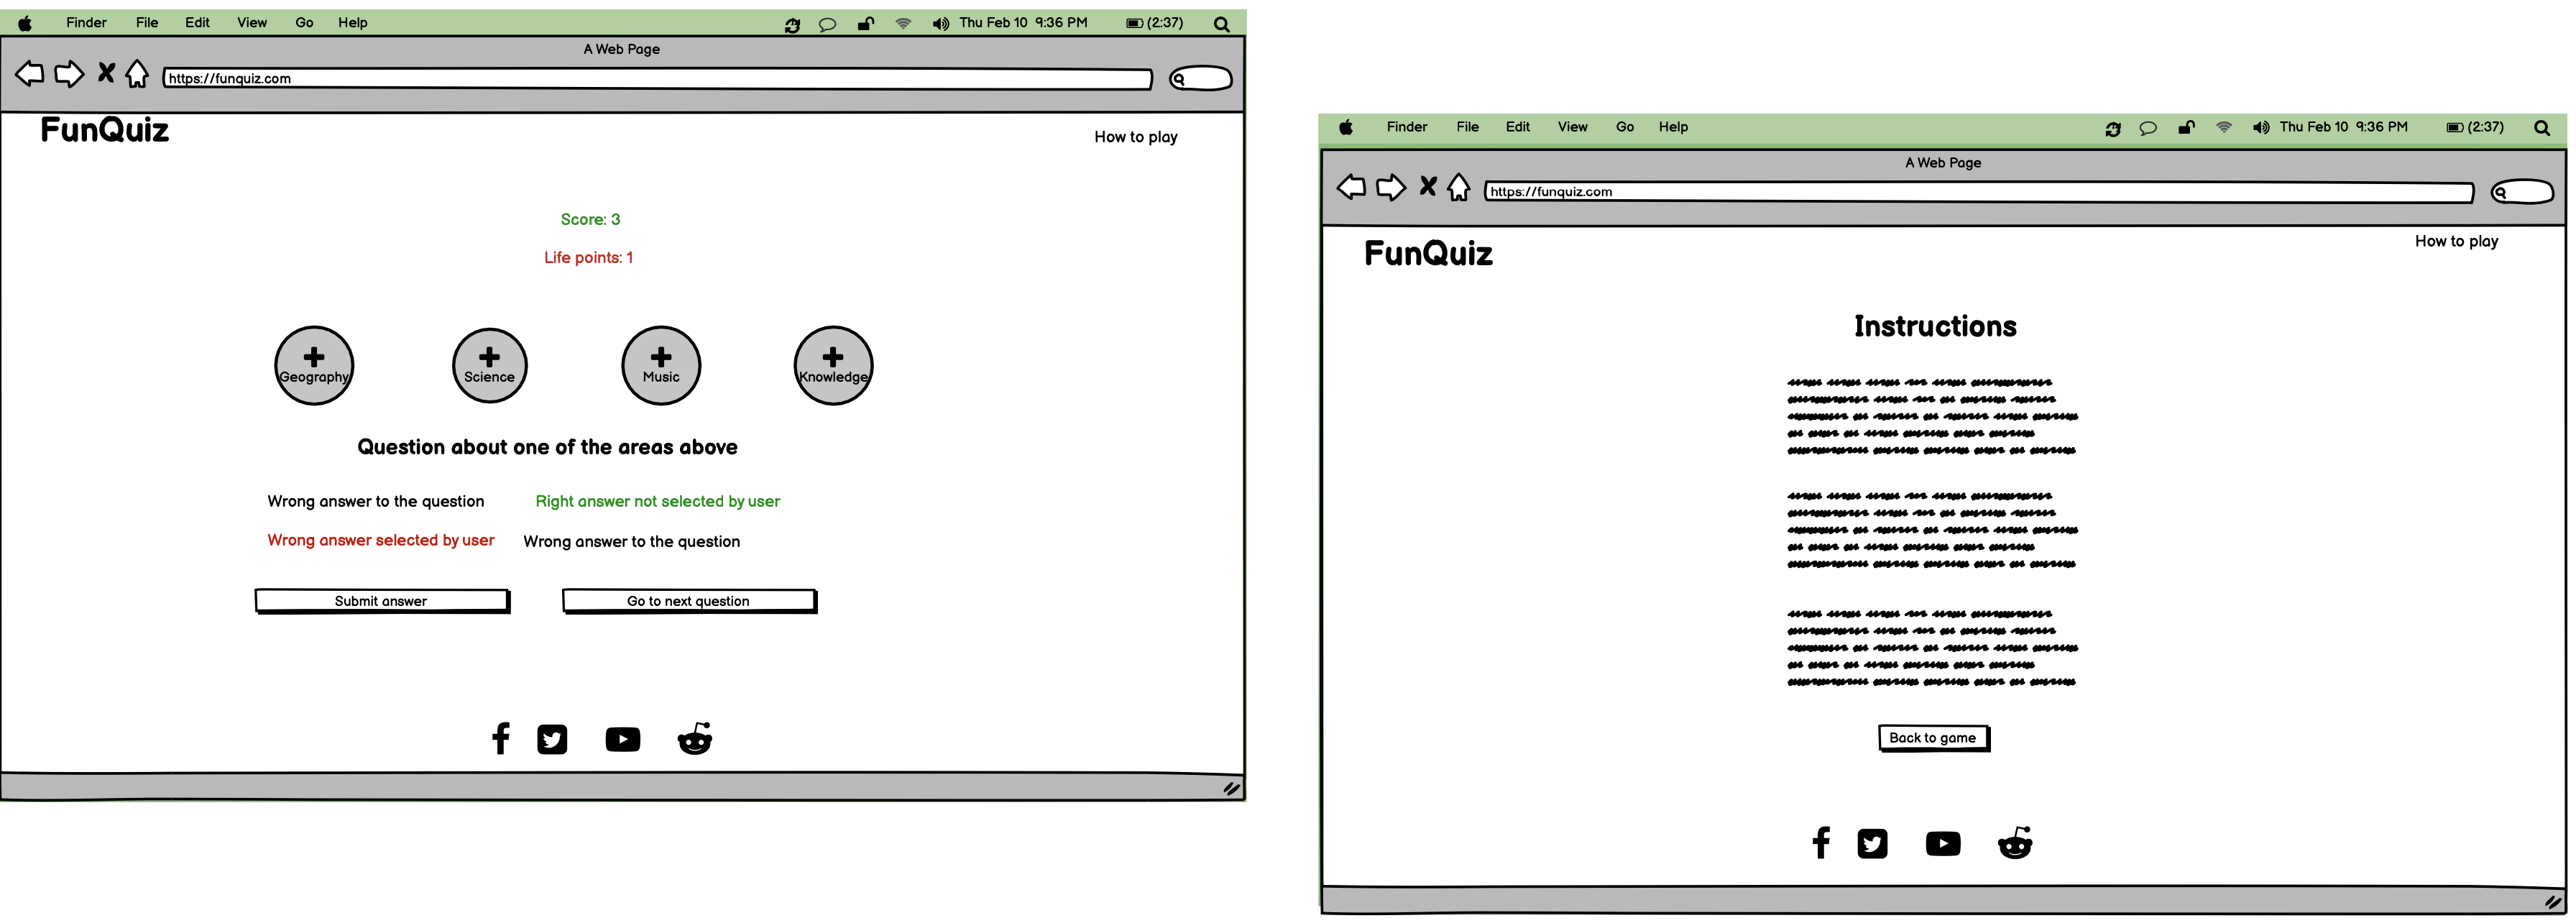 Finder File Edit View Go Help Thu Feb 10 9:36 PM (2:37)
A Web Page
https://funquiz.com
FunQuiz
How to play
Score: 3
Life points: 1
Geography Science Music Knowledge
Question about one of the areas above
Wrong answer to the question Right answer not selected by user
Wrong answer selected by user Wrong answer to the question
Submit answer Go to next question
Finder File Edit View Go Help Thu Feb 10 9:36 PM (2:37)
A Web Page
https://funquiz.com
How to play
FunQuiz
Instructions
Back to game